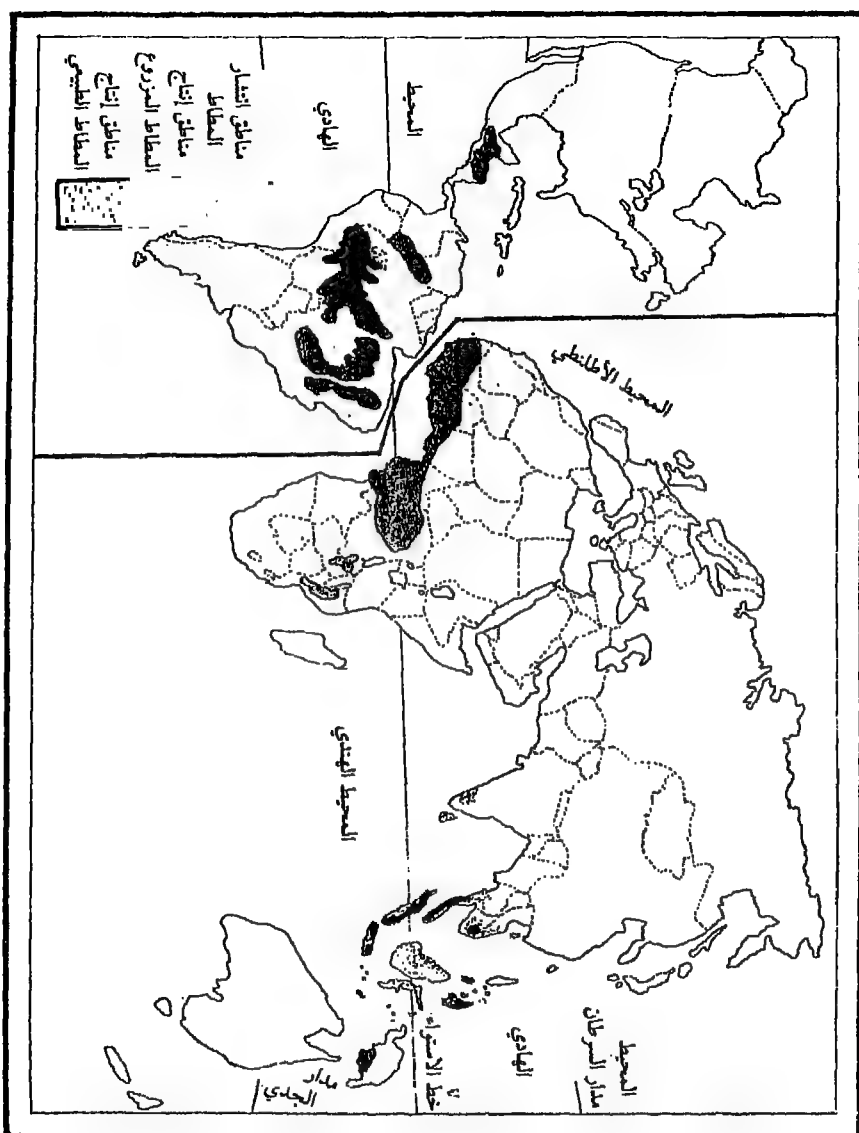 مناطق انتشار
المطاط
مناطق إنتاج
المطاط المزروع
مناطق إنتاج
المطاط الطبيعي
المحيط
الهادي
المحيط الأطلنطي
المحيط الهندي
المحيط
الهادي
مدار السرطان
خط الاستواء
مدار
الجدي